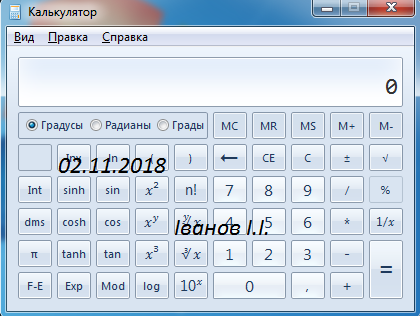 Калькулятор
Вид Правка Справка
0
Градусы Радианы Грады MC MR MS M+ M-
Inv ln ( ) ← CE C ± √
02.11.2018
Int sinh sin x² n! 7 8 9 / %
dms cosh cos xʸ ʸ√x 4 5 6 * 1/x
Іванов І.І.
π tanh tan x³ ³√x 1 2 3 - =
F-E Exp Mod log 10ˣ 0 , +